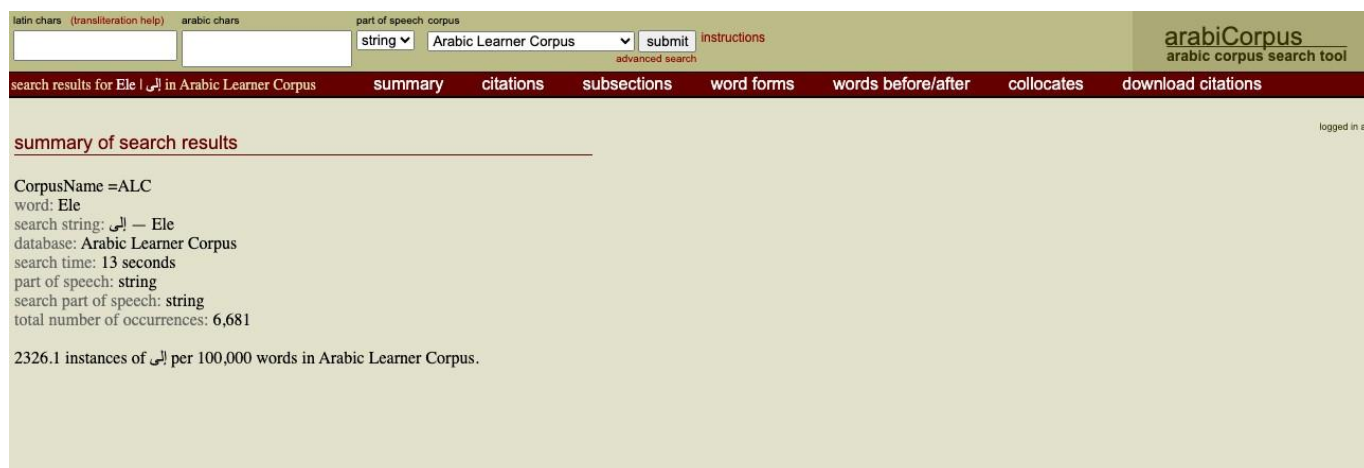 latin chars (transliteration help) arabic chars part of speech corpus
string Arabic Learner Corpus submit instructions
advanced search
arabiCorpus
arabic corpus search tool
search results for Ele | إلى in Arabic Learner Corpus summary citations subsections word forms words before/after collocates download citations
logged in a
summary of search results
CorpusName =ALC
word: Ele
search string: إلى — Ele
database: Arabic Learner Corpus
search time: 13 seconds
part of speech: string
search part of speech: string
total number of occurrences: 6,681
2326.1 instances of إلى per 100,000 words in Arabic Learner Corpus.